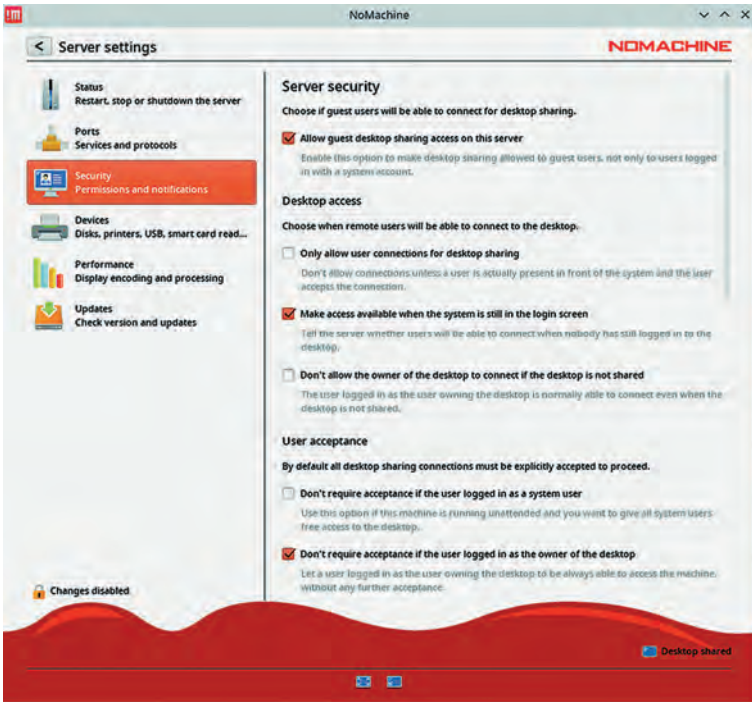 NoMachine
Server settings
NOMACHINE
Status
Restart, stop or shutdown the server
Ports
Services and protocols
Security
Permissions and notifications
Devices
Disks, printers, USB, smart card read...
Performance
Display encoding and processing
Updates
Check version and updates
Changes disabled
Server security
Choose if guest users will be able to connect for desktop sharing.
Allow guest desktop sharing access on this server
Enable this option to make desktop sharing allowed to guest users, not only to users logged
in with a system account.
Desktop access
Choose when remote users will be able to connect to the desktop.
Only allow user connections for desktop sharing
Don't allow connections unless a user is actually present in front of the system and the user
accepts the connection.
Make access available when the system is still in the login screen
Tell the server whether users will be able to connect when nobody has still logged in to the
desktop.
Don't allow the owner of the desktop to connect if the desktop is not shared
The user logged in as the user owning the desktop is normally able to connect even when the
desktop is not shared.
User acceptance
By default all desktop sharing connections must be explicitly accepted to proceed.
Don't require acceptance if the user logged in as a system user
Use this option if this machine is running unattended and you want to give all system users
free access to the desktop.
Don't require acceptance if the user logged in as the owner of the desktop
Let a user logged in as the user owning the desktop to be always able to access the machine,
without any further acceptance.
Desktop shared